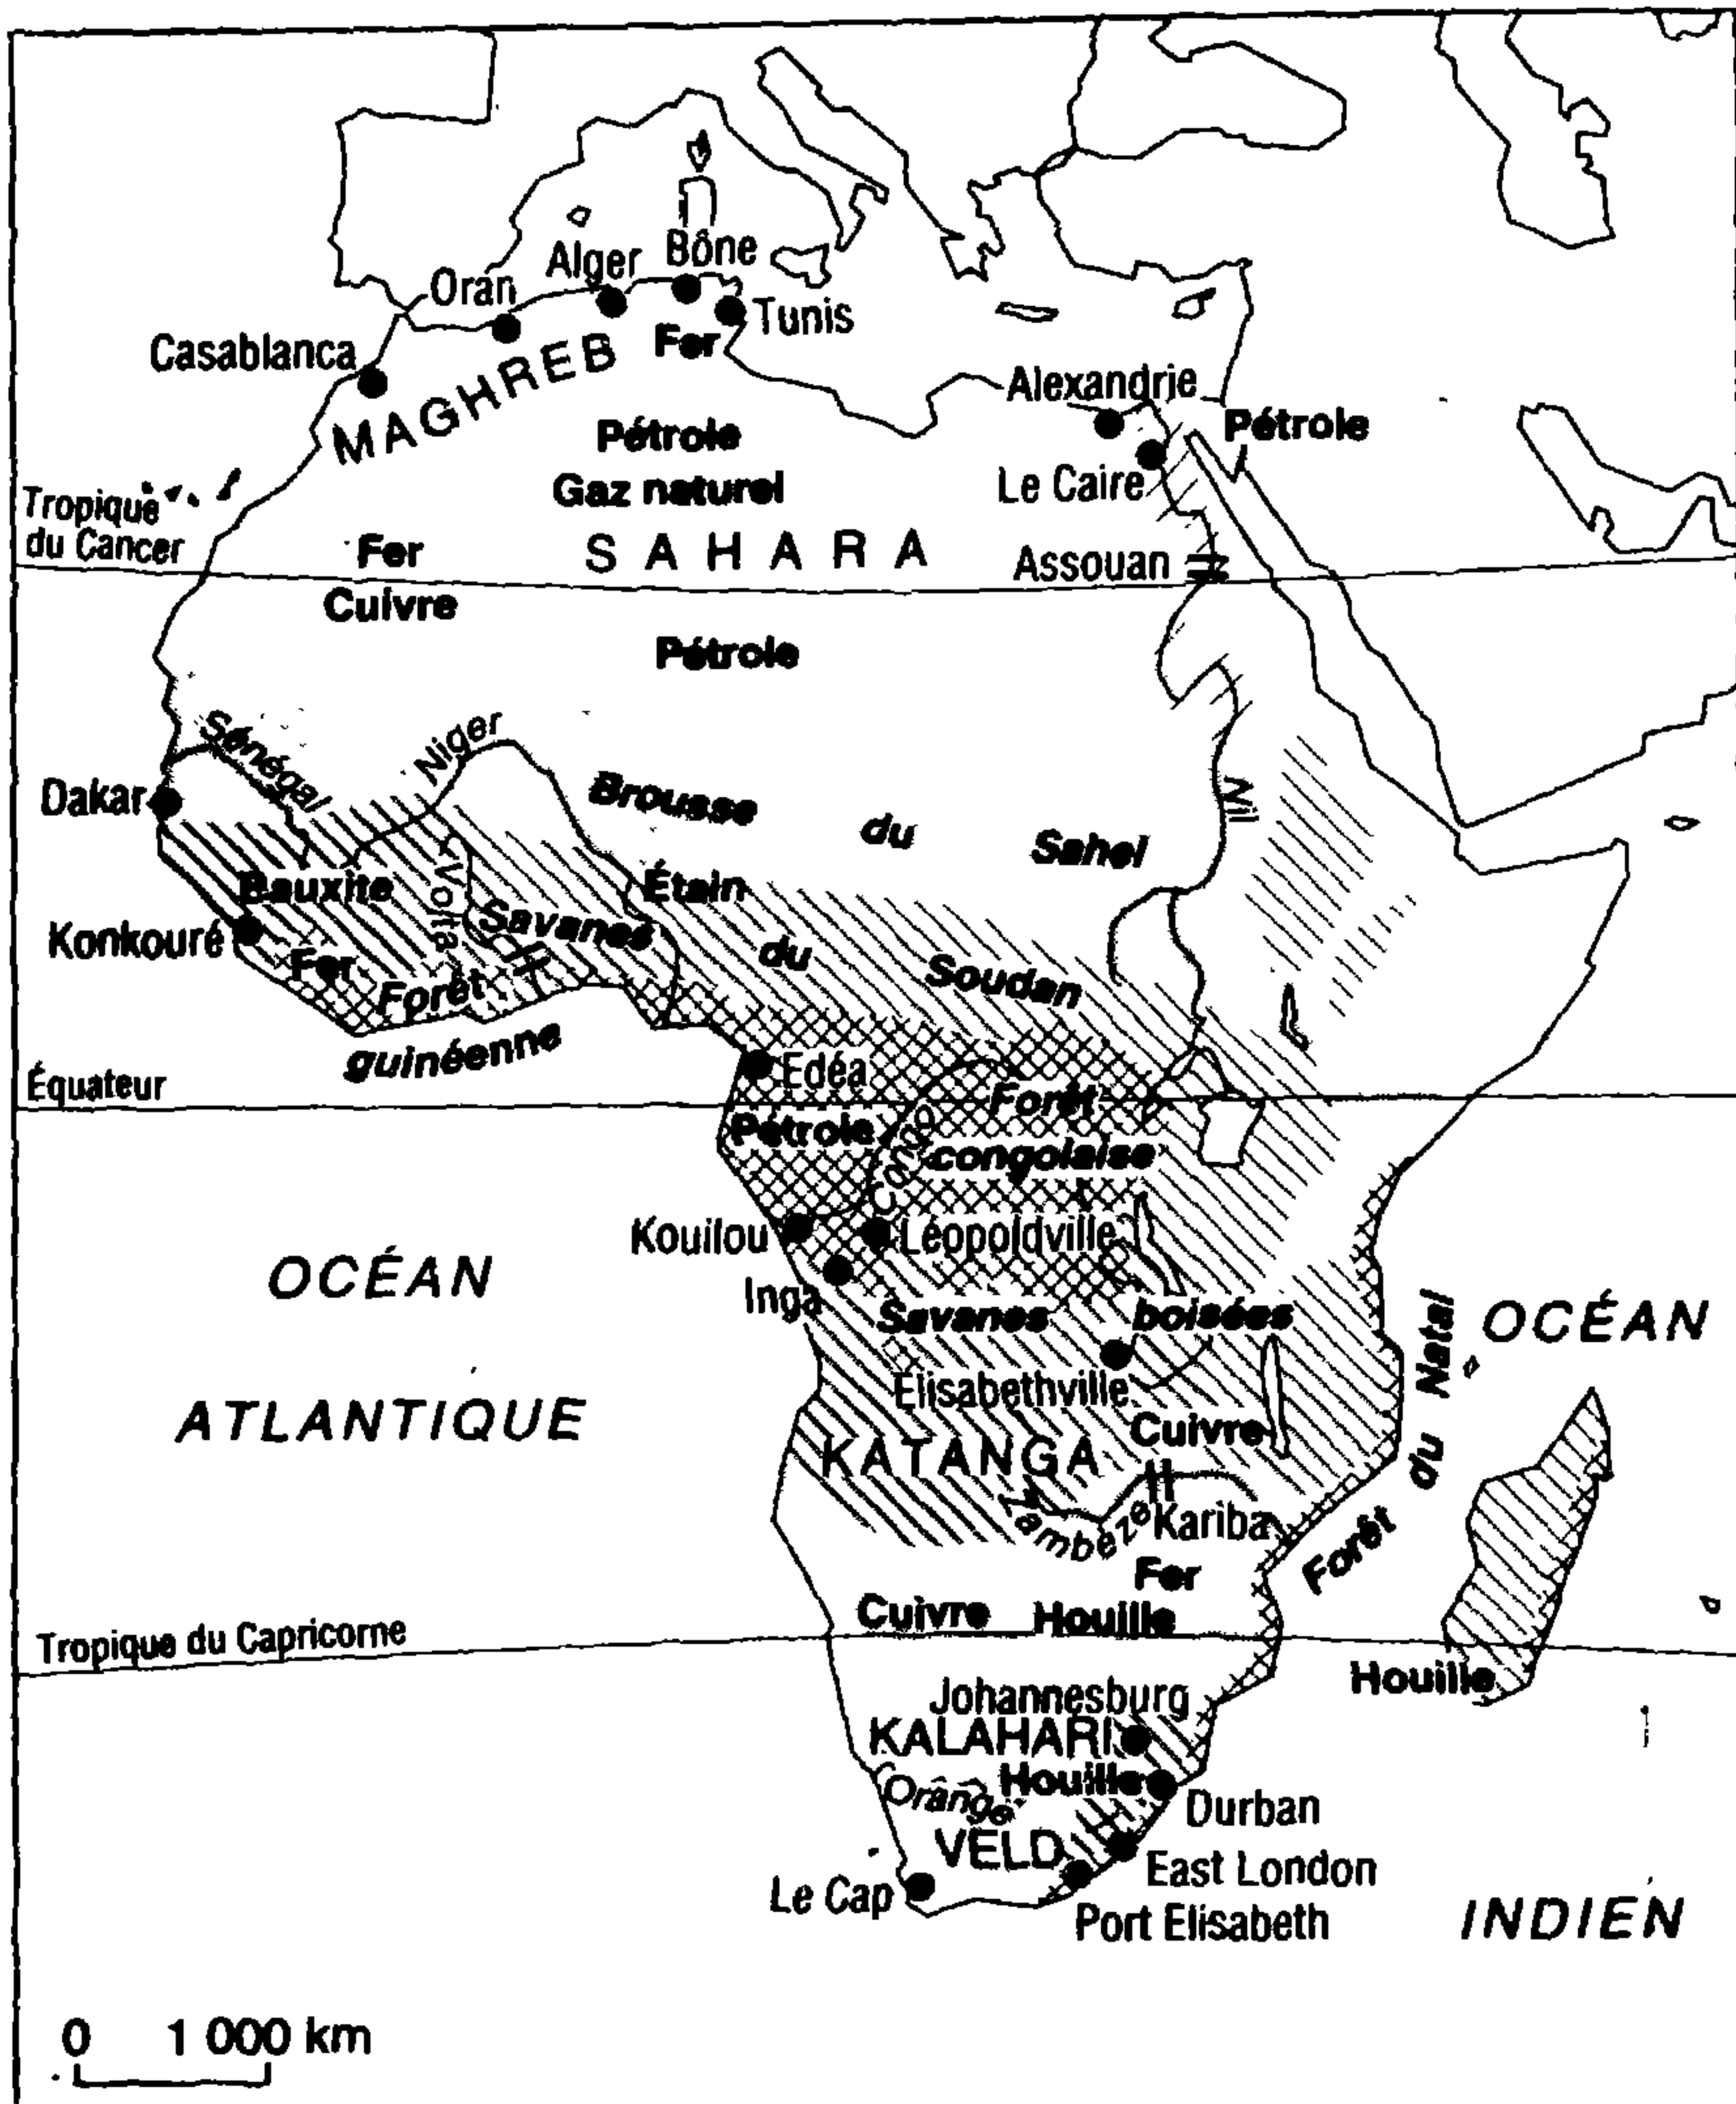 Oran
Alger
Bône
Casablanca
Tunis
MAGHREB
Fer
Alexandrie
Pétrole
Pétrole
Gaz naturel
Le Caire
Tropique
du Cancer
Fer
SAHARA
Assouan
Cuivre
Pétrole
Sénégal
Niger
Nil
Dakar
Brousse du Sahel
Bauxite
Volta
Étain
Konkouré
Savanes du Soudan
Fer
Forêt
guinéenne
Edéa
Équateur
Forêt
Pétrole
Congo
congolaise
Kouilou
Léopoldville
Inga
OCÉAN
ATLANTIQUE
Savanes boisées
Elisabethville
KATANGA
Cuivre
Zambèze
Kariba
Forêt du Natal
OCÉAN
Fer
Cuivre
Houille
Tropique du Capricorne
Houille
Johannesburg
KALAHARI
Houille
Orange
Durban
VELD
East London
Le Cap
Port Elisabeth
INDIEN
0 1 000 km